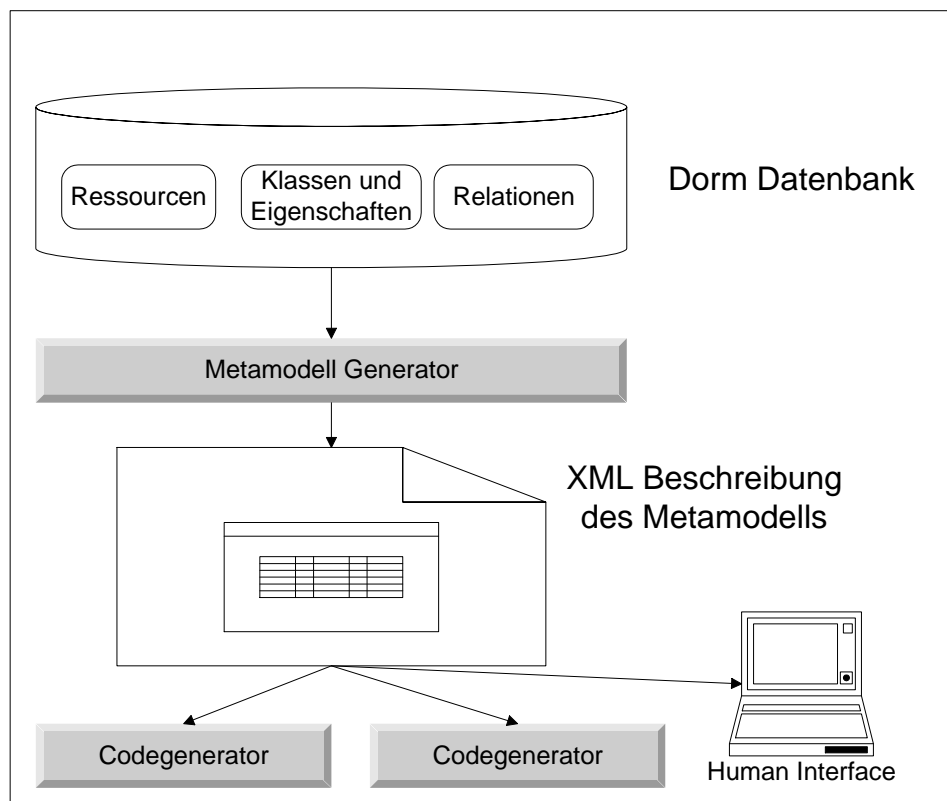 Ressourcen
Klassen und
Eigenschaften
Relationen
Dorm Datenbank
Metamodell Generator
XML Beschreibung
des Metamodells
Codegenerator
Codegenerator
Human Interface